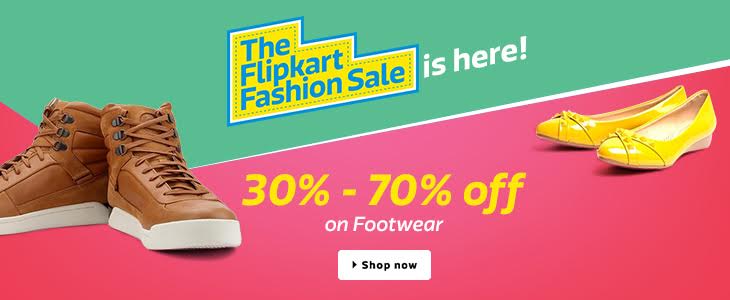 The
Flipkart
Fashion Sale
is here!
30% - 70% off
on Footwear
Shop now